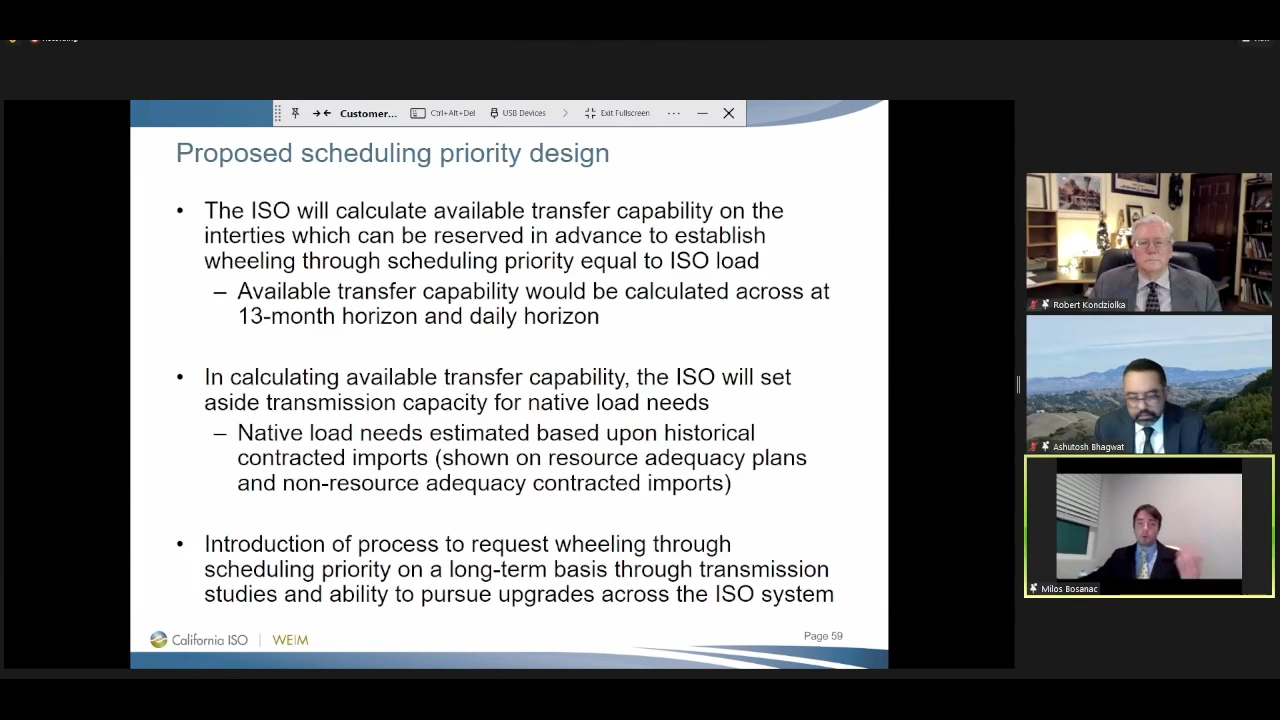 Customer...
Ctrl+Alt+Del
USB Devices
Exit Fullscreen
Proposed scheduling priority design
• The ISO will calculate available transfer capability on the
interties which can be reserved in advance to establish
wheeling through scheduling priority equal to ISO load
– Available transfer capability would be calculated across at
13-month horizon and daily horizon
• In calculating available transfer capability, the ISO will set
aside transmission capacity for native load needs
– Native load needs estimated based upon historical
contracted imports (shown on resource adequacy plans
and non-resource adequacy contracted imports)
• Introduction of process to request wheeling through
scheduling priority on a long-term basis through transmission
studies and ability to pursue upgrades across the ISO system
California ISO | WEIM
Page 59
Robert Kondziolka
Ashutosh Bhagwat
Milos Bosanac